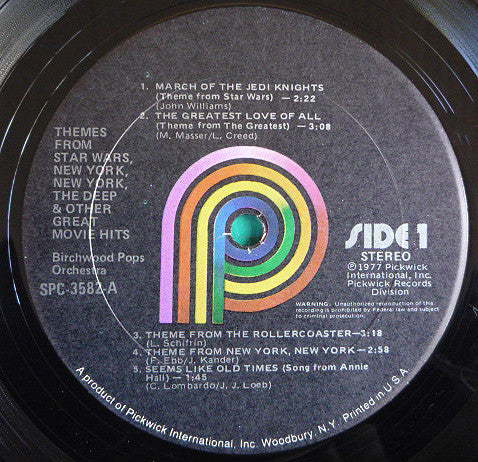 1. MARCH OF THE JEDI KNIGHTS
(Theme from Star Wars) — 2:22
(John Williams)
2. THE GREATEST LOVE OF ALL
(Theme from The Greatest) — 3:08
(M. Masser/L. Creed)
THEMES
FROM
STAR WARS,
NEW YORK,
NEW YORK,
THE DEEP
& OTHER
GREAT
MOVIE HITS
Birchwood Pops
Orchestra
SPC-3582-A
SIDE 1
STEREO
℗1977 Pickwick
International, Inc.
Pickwick Records
Division
WARNING: Unauthorized reproduction of this
recording is prohibited by Federal law and subject
to criminal prosecution.
3. THEME FROM THE ROLLERCOASTER—3:18
(L. Schifrin)
4. THEME FROM NEW YORK, NEW YORK — 2:58
(F. Ebb/J. Kander)
5. SEEMS LIKE OLD TIMES (Song from Annie
Hall) — 1:45
(C. Lombardo/J. J. Loeb)
A product of Pickwick International, Inc. Woodbury, N.Y. Printed in U.S.A.